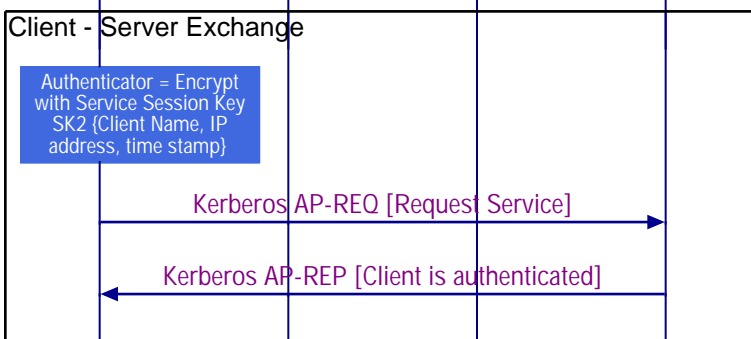 Client - Server Exchange
Authenticator = Encrypt
with Service Session Key
SK2 {Client Name, IP
address, time stamp}
Kerberos AP-REQ [Request Service]
Kerberos AP-REP [Client is authenticated]